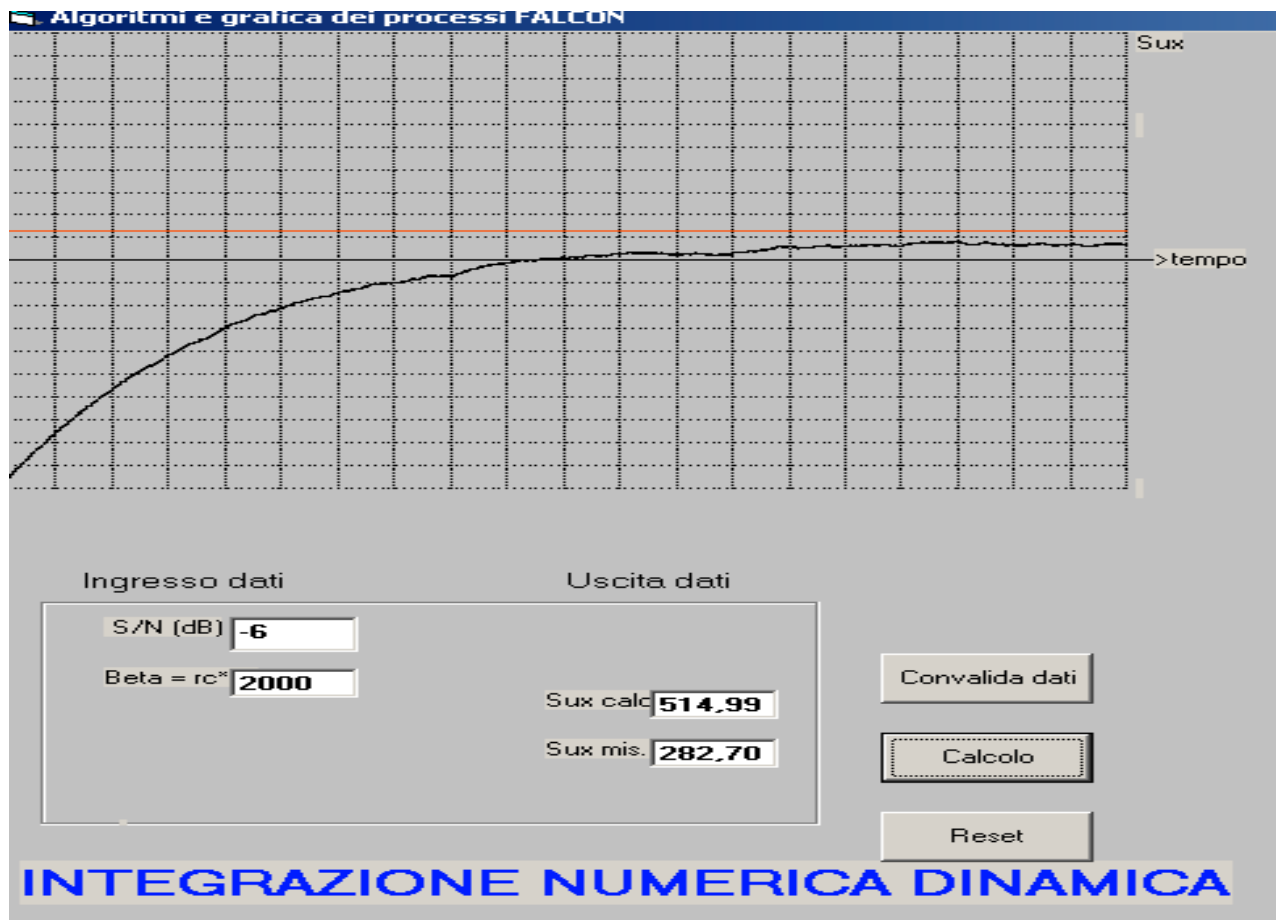 Algoritmi e grafica dei processi FALCON
Sux
>tempo
Ingresso dati
Uscita dati
S/N (dB) -6
Beta = rc* 2000
Sux calc 514,99
Sux mis. 282,70
Convalida dati
Calcolo
Reset
INTEGRAZIONE NUMERICA DINAMICA